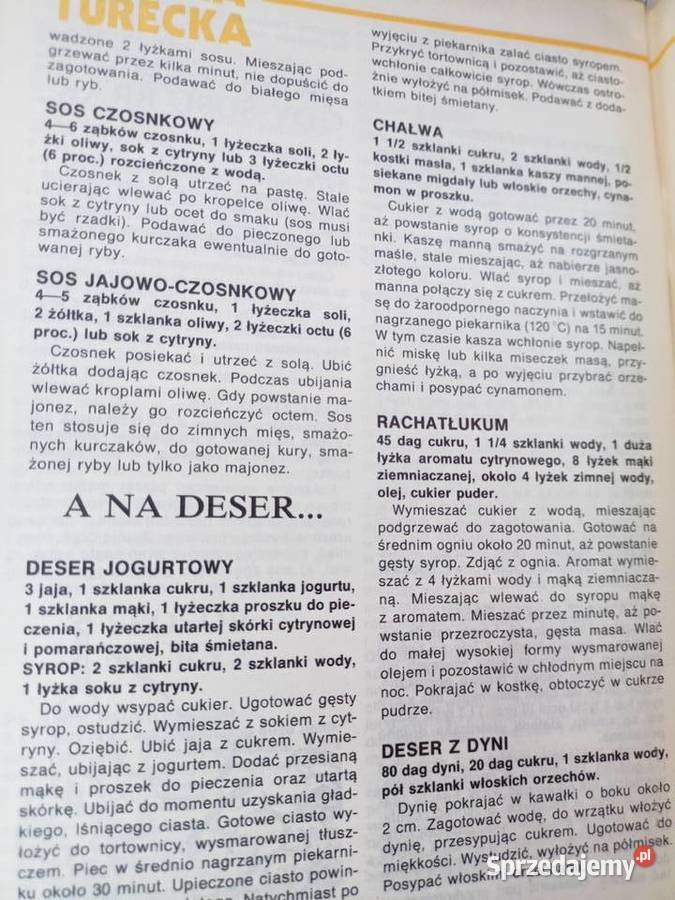 TURECKA
wadzone 2 łyżkami sosu. Mieszając pod-
grzewać przez kilka minut, nie dopuścić do
zagotowania. Podawać do białego mięsa
lub ryb.
SOS CZOSNKOWY
4—6 ząbków czosnku, 1 łyżeczka soli, 2 ły-
żki oliwy, sok z cytryny lub 3 łyżeczki octu
(6 proc.) rozcieńczone z wodą.
Czosnek z solą utrzeć na pastę. Stale
ucierając wlewać po kropelce oliwę. Wlać
sok z cytryny lub ocet do smaku (sos musi
być rzadki). Podawać do pieczonego lub
smażonego kurczaka ewentualnie do goto-
wanej ryby.
SOS JAJOWO-CZOSNKOWY
4—5 ząbków czosnku, 1 łyżeczka soli,
2 żółtka, 1 szklanka oliwy, 2 łyżeczki octu (6
proc.) lub sok z cytryny.
Czosnek posiekać i utrzeć z solą. Ubić
żółtka dodając czosnek. Podczas ubijania
wlewać kroplami oliwę. Gdy powstanie ma-
jonez, należy go rozcieńczyć octem. Sos
ten stosuje się do zimnych mięs, smażo-
nych kurczaków, do gotowanej kury, sma-
żonej ryby lub tylko jako majonez.
A NA DESER...
DESER JOGURTOWY
3 jaja, 1 szklanka cukru, 1 szklanka jogurtu,
1 szklanka mąki, 1 łyżeczka proszku do pie-
czenia, 1 łyżeczka utartej skórki cytrynowej
i pomarańczowej, bita śmietana.
SYROP: 2 szklanki cukru, 2 szklanki wody,
1 łyżka soku z cytryny.
Do wody wsypać cukier. Ugotować gęsty
syrop, ostudzić. Wymieszać z sokiem z cyt-
ryny. Oziębić. Ubić jaja z cukrem. Wymie-
szać, ubijając z jogurtem. Dodać przesianą
mąkę i proszek do pieczenia oraz utartą
skórkę. Ubijać do momentu uzyskania gład-
kiego, lśniącego ciasta. Gotowe ciasto wy-
łożyć do tortownicy, wysmarowanej tłusz-
czem. Piec w średnio nagrzanym piekarni-
ku około 30 minut. Upieczone ciasto powin-
Natychmiast po
wyjęciu z piekarnika zalać ciasto syropem.
Przykryć tortownicą i pozostawić, aż ciasto
wchłonie całkowicie syrop. Wówczas ostro-
żnie wyłożyć na półmisek. Podawać z doda-
tkiem bitej śmietany.
CHAŁWA
1 1/2 szklanki cukru, 2 szklanki wody, 1/2
kostki masła, 1 szklanka kaszy mannej, po-
siekane migdały lub włoskie orzechy, cyna-
mon w proszku.
Cukier z wodą gotować przez 20 minut,
aż powstanie syrop o konsystencji śmieta-
nki. Kaszę manną smażyć na rozgrzanym
maśle, stale mieszając, aż nabierze jasno-
złotego koloru. Wlać syrop i mieszać, aż
manna połączy się z cukrem. Przełożyć ma-
sę do żaroodpornego naczynia i wstawić do
nagrzanego piekarnika (120 °C) na 15 minut.
W tym czasie kasza wchłonie syrop. Napeł-
nić miskę lub kilka miseczek masą, przy-
gnieść łyżką, a po wyjęciu przybrać orze-
chami i posypać cynamonem.
RACHATŁUKUM
45 dag cukru, 1 1/4 szklanki wody, 1 duża
łyżka aromatu cytrynowego, 8 łyżek mąki
ziemniaczanej, około 4 łyżek zimnej wody,
olej, cukier puder.
Wymieszać cukier z wodą, mieszając
podgrzewać do zagotowania. Gotować na
średnim ogniu około 20 minut, aż powstanie
gęsty syrop. Zdjąć z ognia. Aromat wymie-
szać z 4 łyżkami wody i mąką ziemniacza-
ną. Mieszając wlewać do syropu mąkę
z aromatem. Mieszać przez minutę, aż po-
wstanie przezroczysta, gęsta masa. Wlać
do małej wysokiej formy wysmarowanej
olejem i pozostawić w chłodnym miejscu na
noc. Pokrajać w kostkę, obtoczyć w cukrze
pudrze.
DESER Z DYNI
80 dag dyni, 20 dag cukru, 1 szklanka wody,
pół szklanki włoskich orzechów.
Dynię pokrajać w kawałki o boku około
2 cm. Zagotować wodę, do wrzątku włożyć
dynię, przesypując cukrem. Ugotować do
miękkości. Wystudzić, wyłożyć na półmisek.
Posypać włoskimi
Sprzedajemy.pl